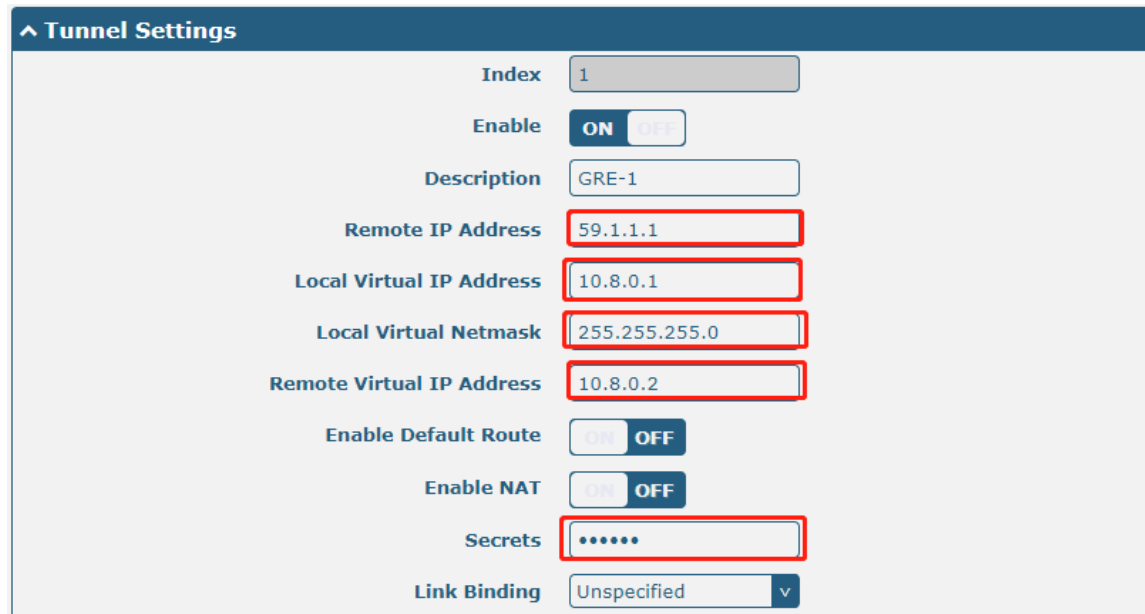 Tunnel Settings
Index 1
Enable ON OFF
Description GRE-1
Remote IP Address 59.1.1.1
Local Virtual IP Address 10.8.0.1
Local Virtual Netmask 255.255.255.0
Remote Virtual IP Address 10.8.0.2
Enable Default Route ON OFF
Enable NAT ON OFF
Secrets ••••••
Link Binding Unspecified